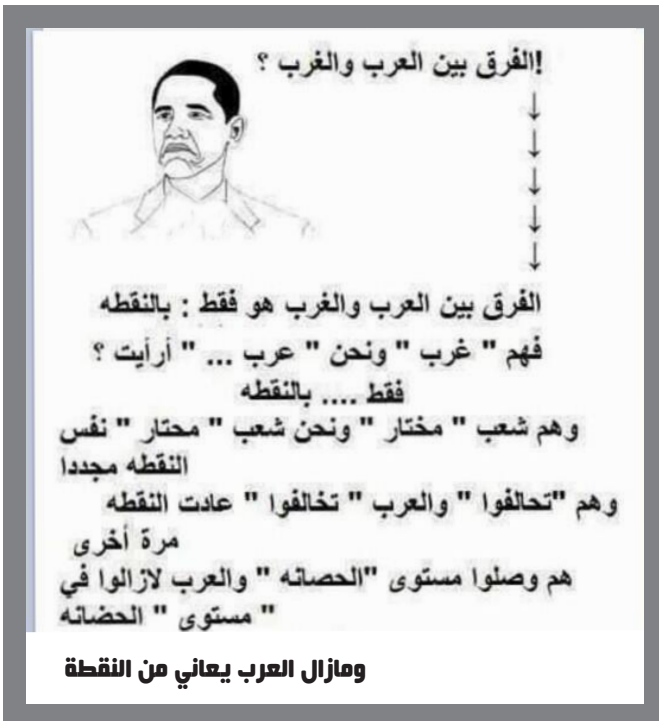 !الفرق بين العرب والغرب ؟
↓
↓
↓
↓
↓
الفرق بين العرب والغرب هو فقط : بالنقطه
فهم " غرب " ونحن " عرب ... " أرأيت ؟
فقط .... بالنقطه
وهم شعب " مختار " ونحن شعب " محتار " نفس
النقطه مجددا
وهم "تحالفوا " والعرب " تخالفوا " عادت النقطه
مرة أخرى
هم وصلوا مستوى "الحصانه " والعرب لازالوا في
" مستوى " الحضانه
ومازال العرب يعاني من النقطة